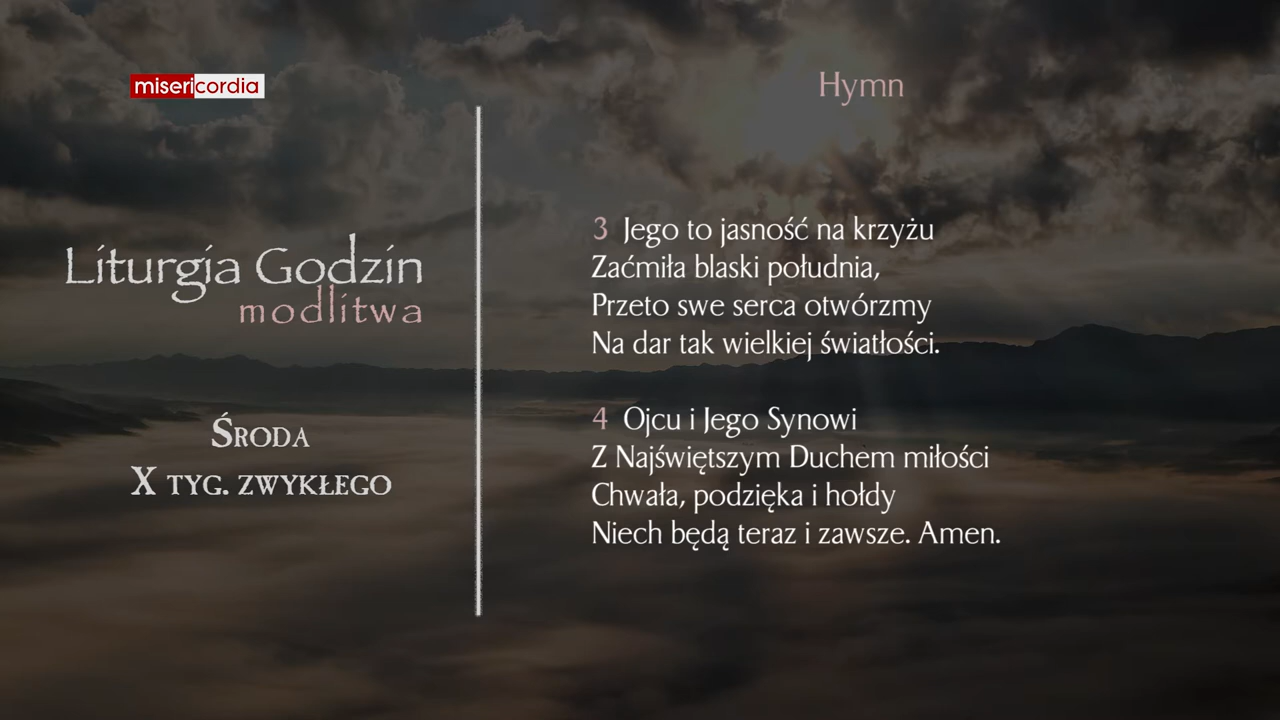 misericordia
Liturgia Godzin
modlitwa
Środa
X tyg. zwykłego
Hymn
3 Jego to jasność na krzyżu
Zaćmiła blaski południa,
Przeto swe serca otwórzmy
Na dar tak wielkiej światłości.
4 Ojcu i Jego Synowi
Z Najświętszym Duchem miłości
Chwała, podzięka i hołdy
Niech będą teraz i zawsze. Amen.